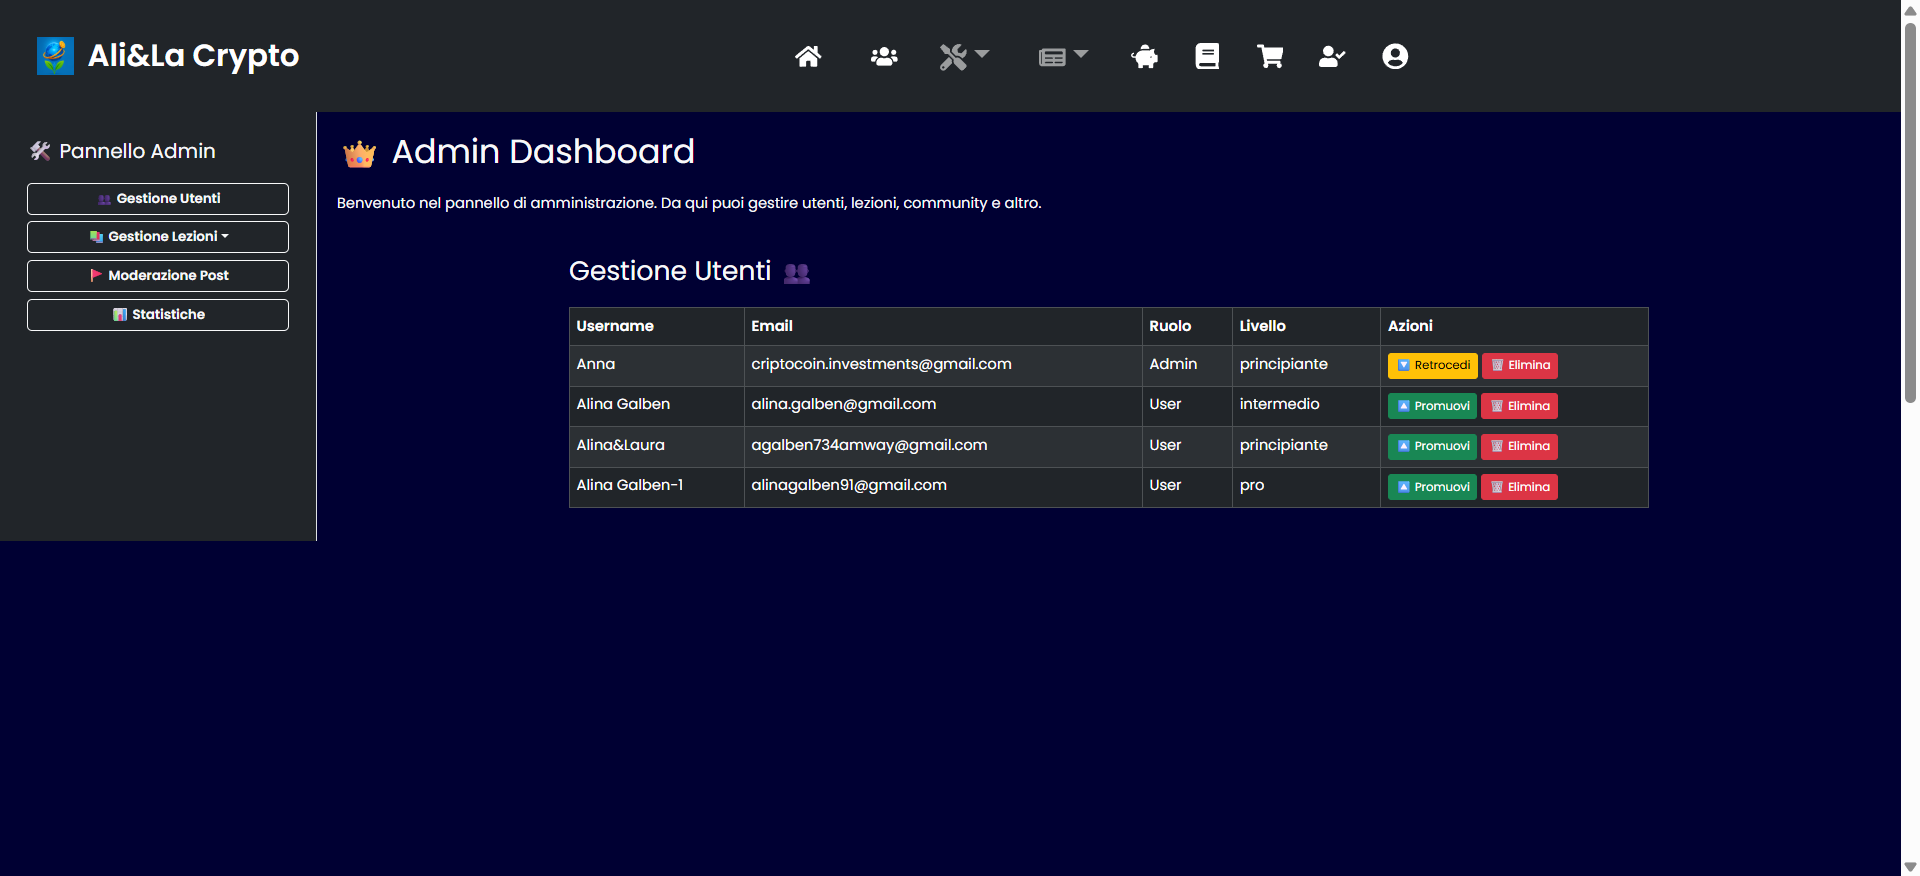 Ali&La Crypto
Pannello Admin
Gestione Utenti
Gestione Lezioni
Moderazione Post
Statistiche
Admin Dashboard
Benvenuto nel pannello di amministrazione. Da qui puoi gestire utenti, lezioni, community e altro.
Gestione Utenti
Username Email Ruolo Livello Azioni
Anna criptocoin.investments@gmail.com Admin principiante Retrocedi Elimina
Alina Galben alina.galben@gmail.com User intermedio Promuovi Elimina
Alina&Laura agalben734amway@gmail.com User principiante Promuovi Elimina
Alina Galben-1 alinagalben91@gmail.com User pro Promuovi Elimina